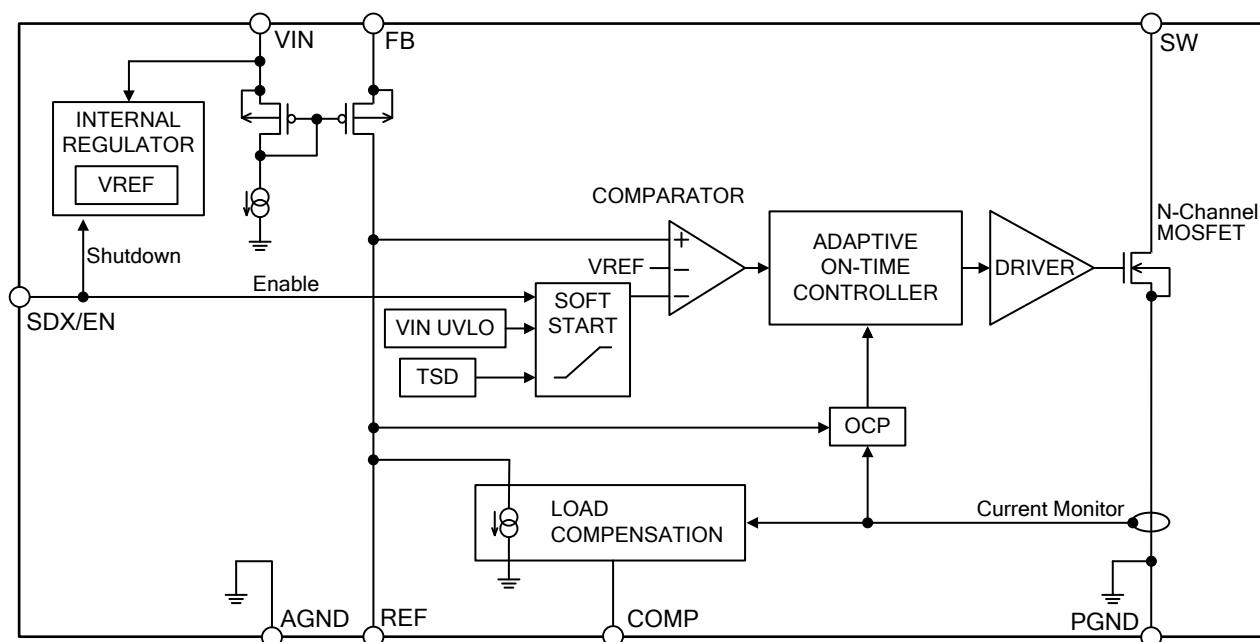 VIN
FB
SW
INTERNAL
REGULATOR
VREF
Shutdown
COMPARATOR
N-Channel
MOSFET
+
VREF
−
−
ADAPTIVE
ON-TIME
CONTROLLER
DRIVER
Enable
SDX/EN
SOFT
START
VIN UVLO
TSD
OCP
LOAD
COMPENSATION
Current Monitor
AGND
REF
COMP
PGND